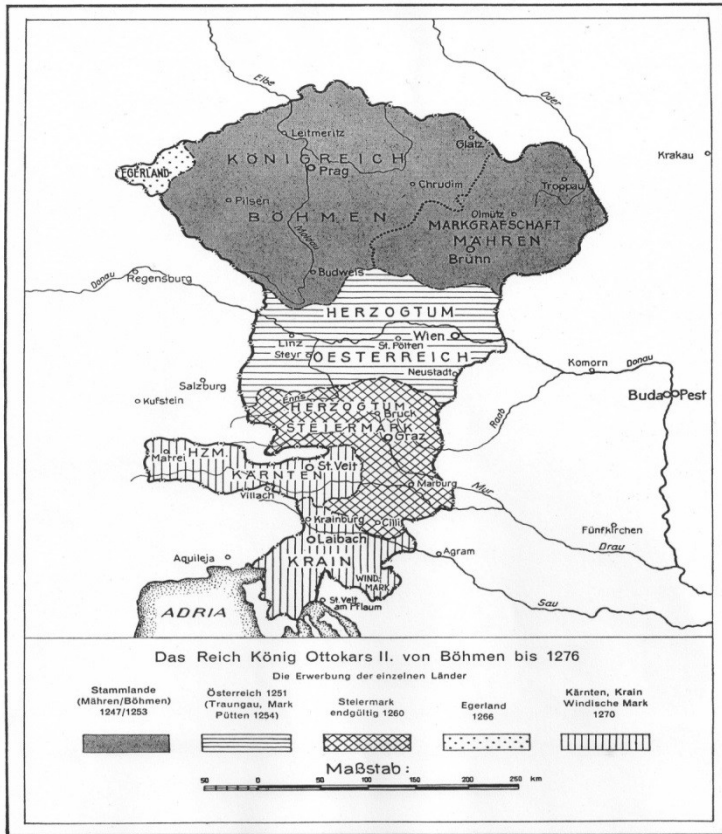 Elbe
Oder
Leitmeritz
Glatz
Krakau
KÖNIGREICH
EGERLAND
Prag
Chrudim
Troppau
Pilsen
BÖHMEN
Olmütz
MARKGRAFSCHAFT
MÄHREN
Moldau
Brühn
Donau
Regensburg
Budweis
HERZOGTUM
Linz
Wien
St. Pölten
Steyr
OESTERREICH
Neustadt
Komorn
Donau
Salzburg
Kufstein
Enns
HERZOGTUM
Bruck
STEIERMARK
Graz
Raab
Buda
Pest
Matrei
HZM.
St. Veit
KÄRNTEN
Villach
Marburg
Mur
Krainburg
Cilli
Fünfkirchen
Laibach
Drau
Aquileja
Agram
KRAIN
WIND.
MARK
ADRIA
St. Veit
am Pflaum
Sau
Das Reich König Ottokars II. von Böhmen bis 1276
Die Erwerbung der einzelnen Länder
Stammlande
(Mähren/Böhmen)
1247/1253
Österreich 1251
(Traungau, Mark
Pütten 1254)
Steiermark
endgültig 1260
Egerland
1266
Kärnten, Krain
Windische Mark
1270
Maßstab:
50 0 50 100 150 200 250 km